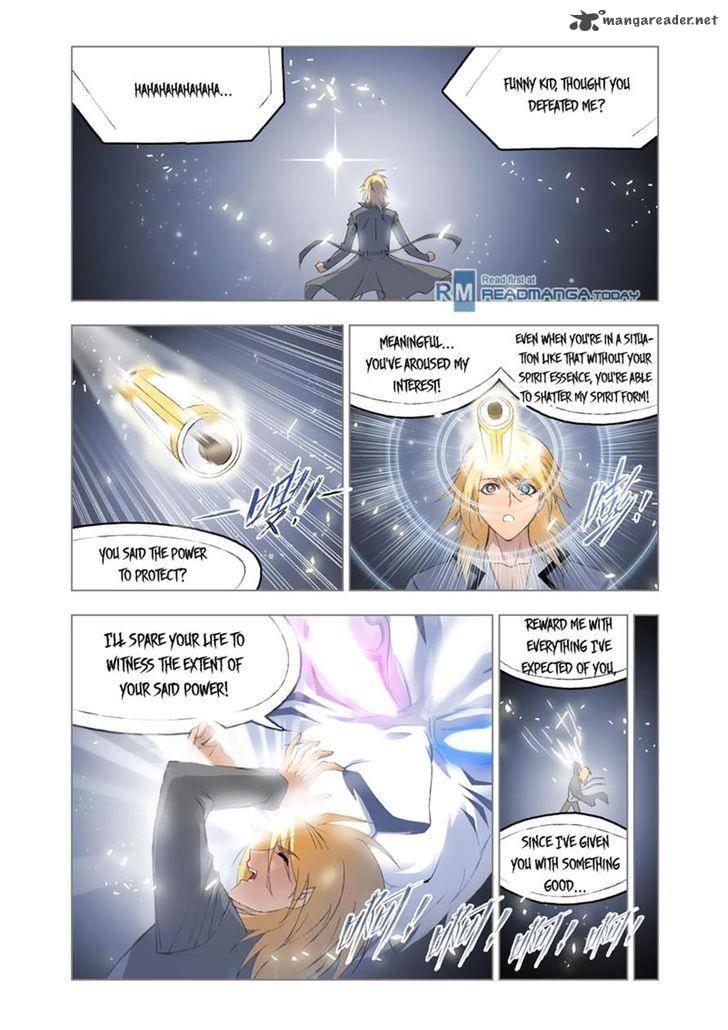 mangareader.net
HAHAHAHAHAHAHA...
FUNNY KID, THOUGHT YOU
DEFEATED ME?
RM
Read first at
READMANGA.TODAY
YOU SAID THE POWER
TO PROTECT?
MEANINGFUL...
YOU'VE AROUSED MY
INTEREST!
EVEN WHEN YOU'RE IN A SITUA-
TION LIKE THAT WITHOUT YOUR
SPIRIT ESSENCE, YOU'RE ABLE
TO SHATTER MY SPIRIT FORM!
I'LL SPARE YOUR LIFE TO
WITNESS THE EXTENT OF
YOUR SAID POWER!
REWARD ME WITH
EVERYTHING I'VE
EXPECTED OF YOU,
SINCE I'VE GIVEN
YOU WITH SOMETHING
GOOD...